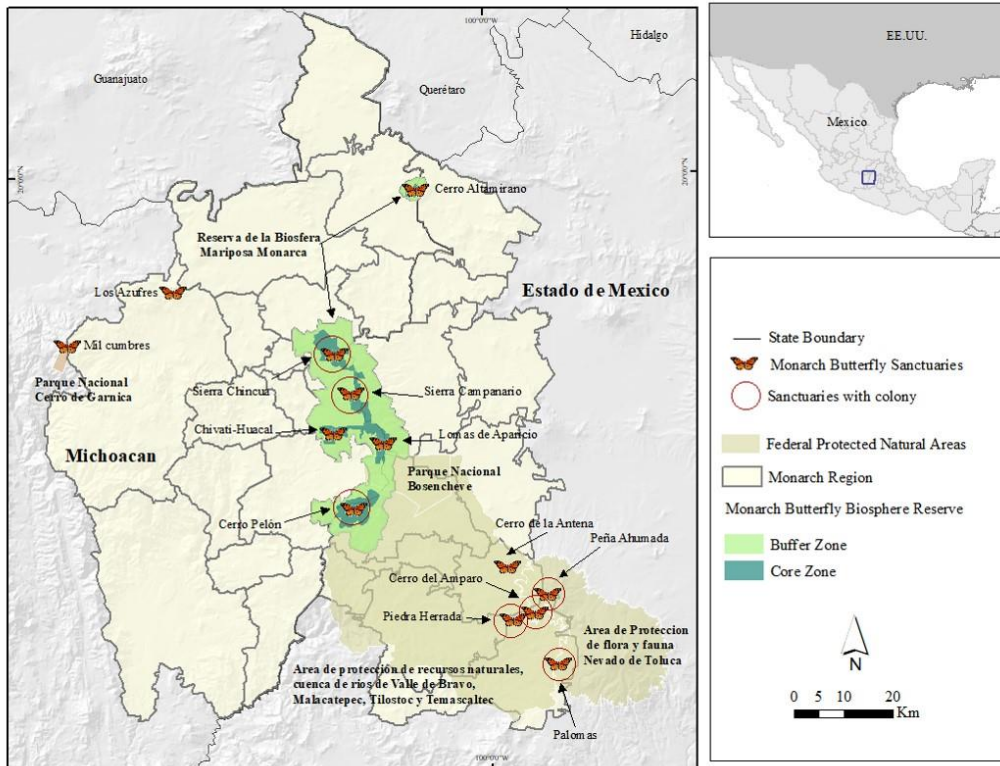 100°0'0"W
Hidalgo
Guanajuato
Querétaro
20°0'0"N
20°0'0"N
Cerro Altamirano
Reserva de la Biosfera
Mariposa Monarca
Los Azufres
Estado de Mexico
Mil cumbres
Parque Nacional
Cerro de Garnica
Sierra Chincua
Sierra Campanario
Chivati-Huacal
Lomas de Aparicio
Michoacan
Parque Nacional
Bosencheve
Cerro Pelón
Cerro de la Antena
Peña Ahumada
Cerro del Amparo
Piedra Herrada
Area de Proteccion
de flora y fauna
Nevado de Toluca
Area de protección de recursos naturales,
cuenca de ríos de Valle de Bravo,
Malacatepec, Tilostoc y Temascaltec
Palomas
100°0'0"W
EE.UU.
Mexico
State Boundary
Monarch Butterfly Sanctuaries
Sanctuaries with colony
Federal Protected Natural Areas
Monarch Region
Monarch Butterfly Biosphere Reserve
Buffer Zone
Core Zone
N
0 5 10 20
Km